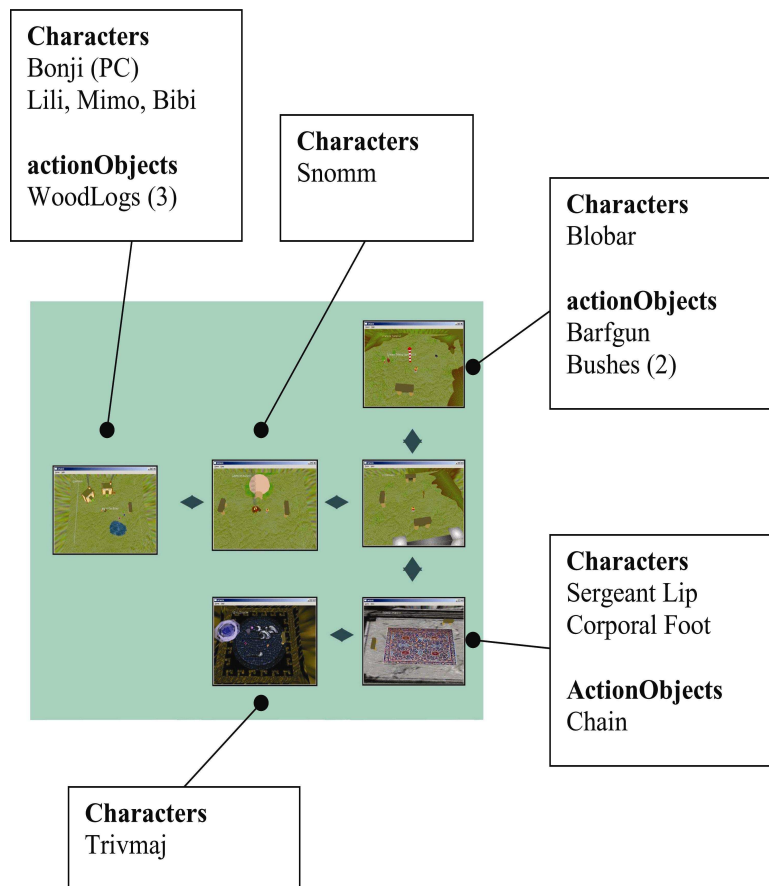 Characters
Bonji (PC)
Lili, Mimo, Bibi
actionObjects
WoodLogs (3)
Characters
Snomm
Characters
Blobar
actionObjects
Barfgun
Bushes (2)
Characters
Sergeant Lip
Corporal Foot
ActionObjects
Chain
Characters
Trivmaj